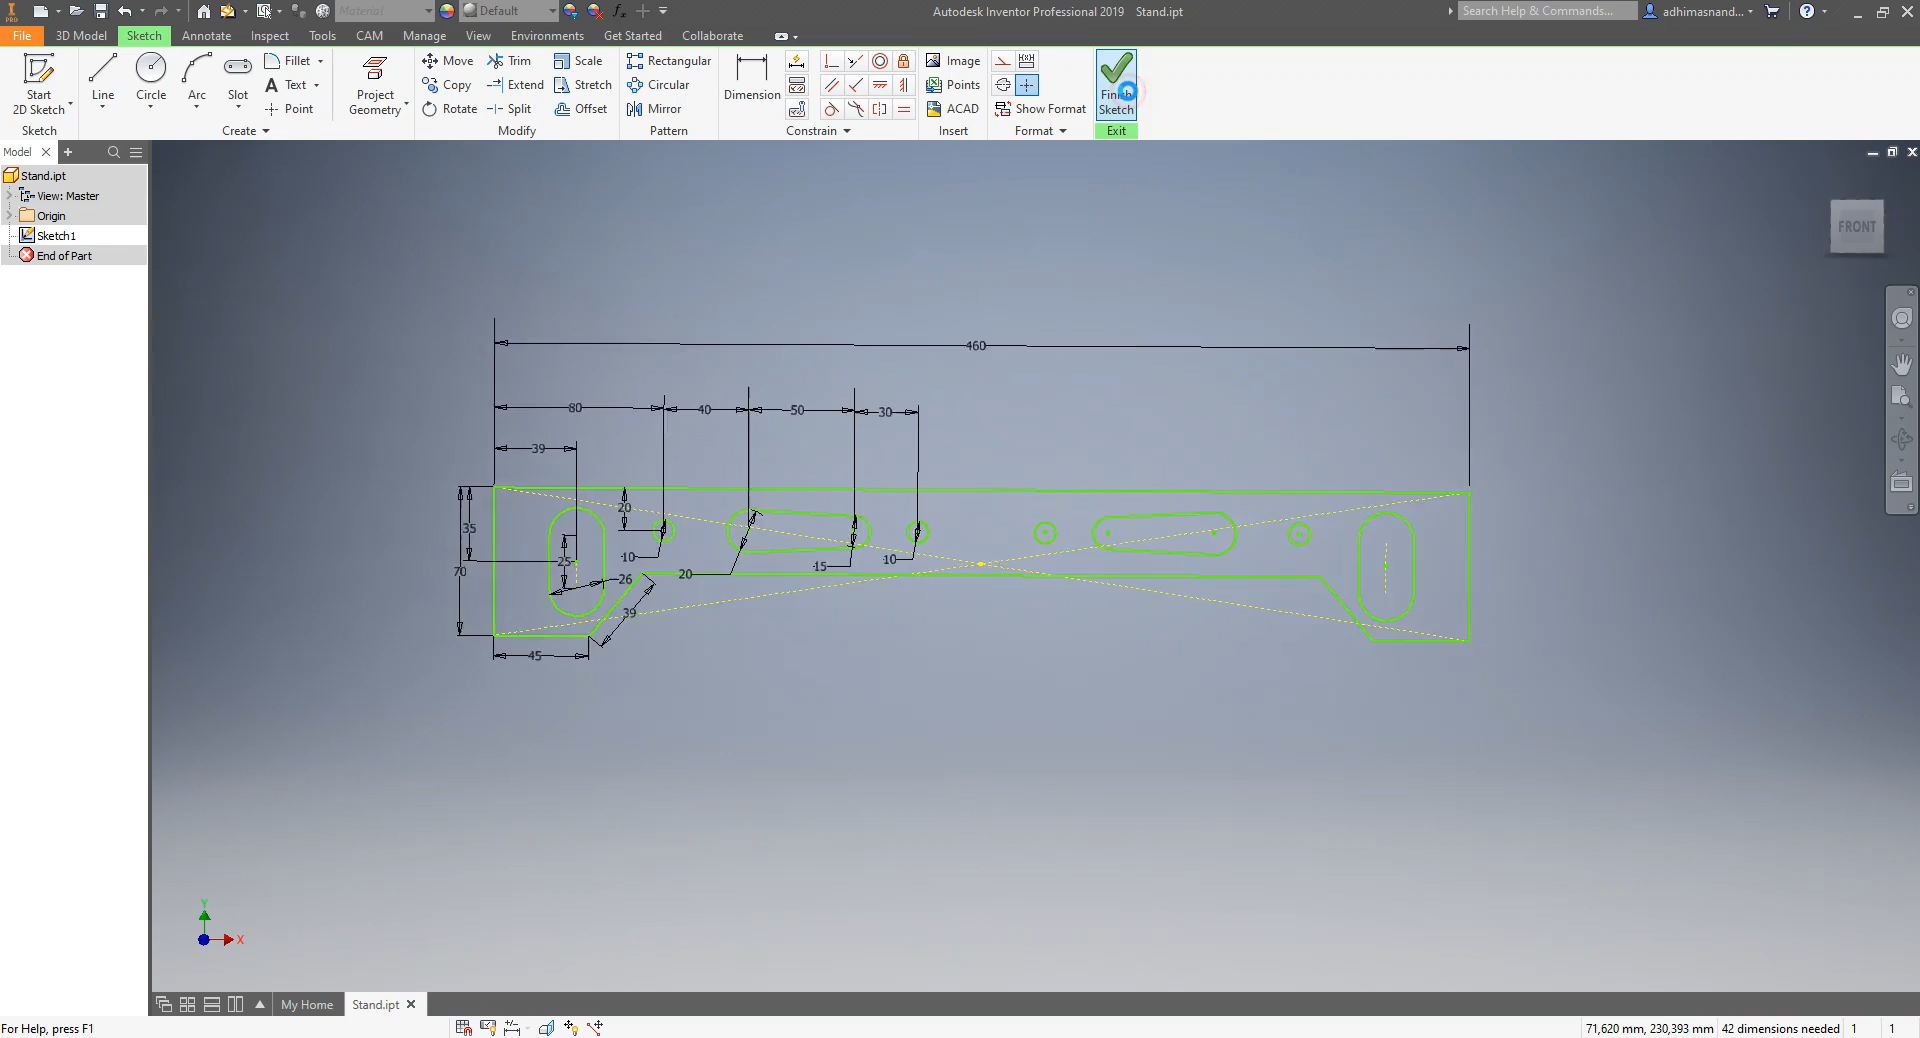 PRO Material Default fx Autodesk Inventor Professional 2019 Stand.ipt Search Help & Commands... adhimasnand...
File 3D Model Sketch Annotate Inspect Tools CAM Manage View Environments Get Started Collaborate
Start 2D Sketch Line Circle Arc Slot Fillet Text Point
Project Geometry
Move Trim Scale
Copy Extend Stretch
Rotate Split Offset
Rectangular
Circular
Mirror
Dimension
Image
Points
ACAD
Show Format
Finish Sketch
Sketch Create Modify Pattern Constrain Insert Format Exit
Model
Stand.ipt
View: Master
Origin
Sketch1
End of Part
FRONT
460
80 40 50 30
39
20
35
10 25 20 15 10
70 26
39
45
Y
X
My Home Stand.ipt
For Help, press F1 71,620 mm, 230,393 mm 42 dimensions needed 1 1